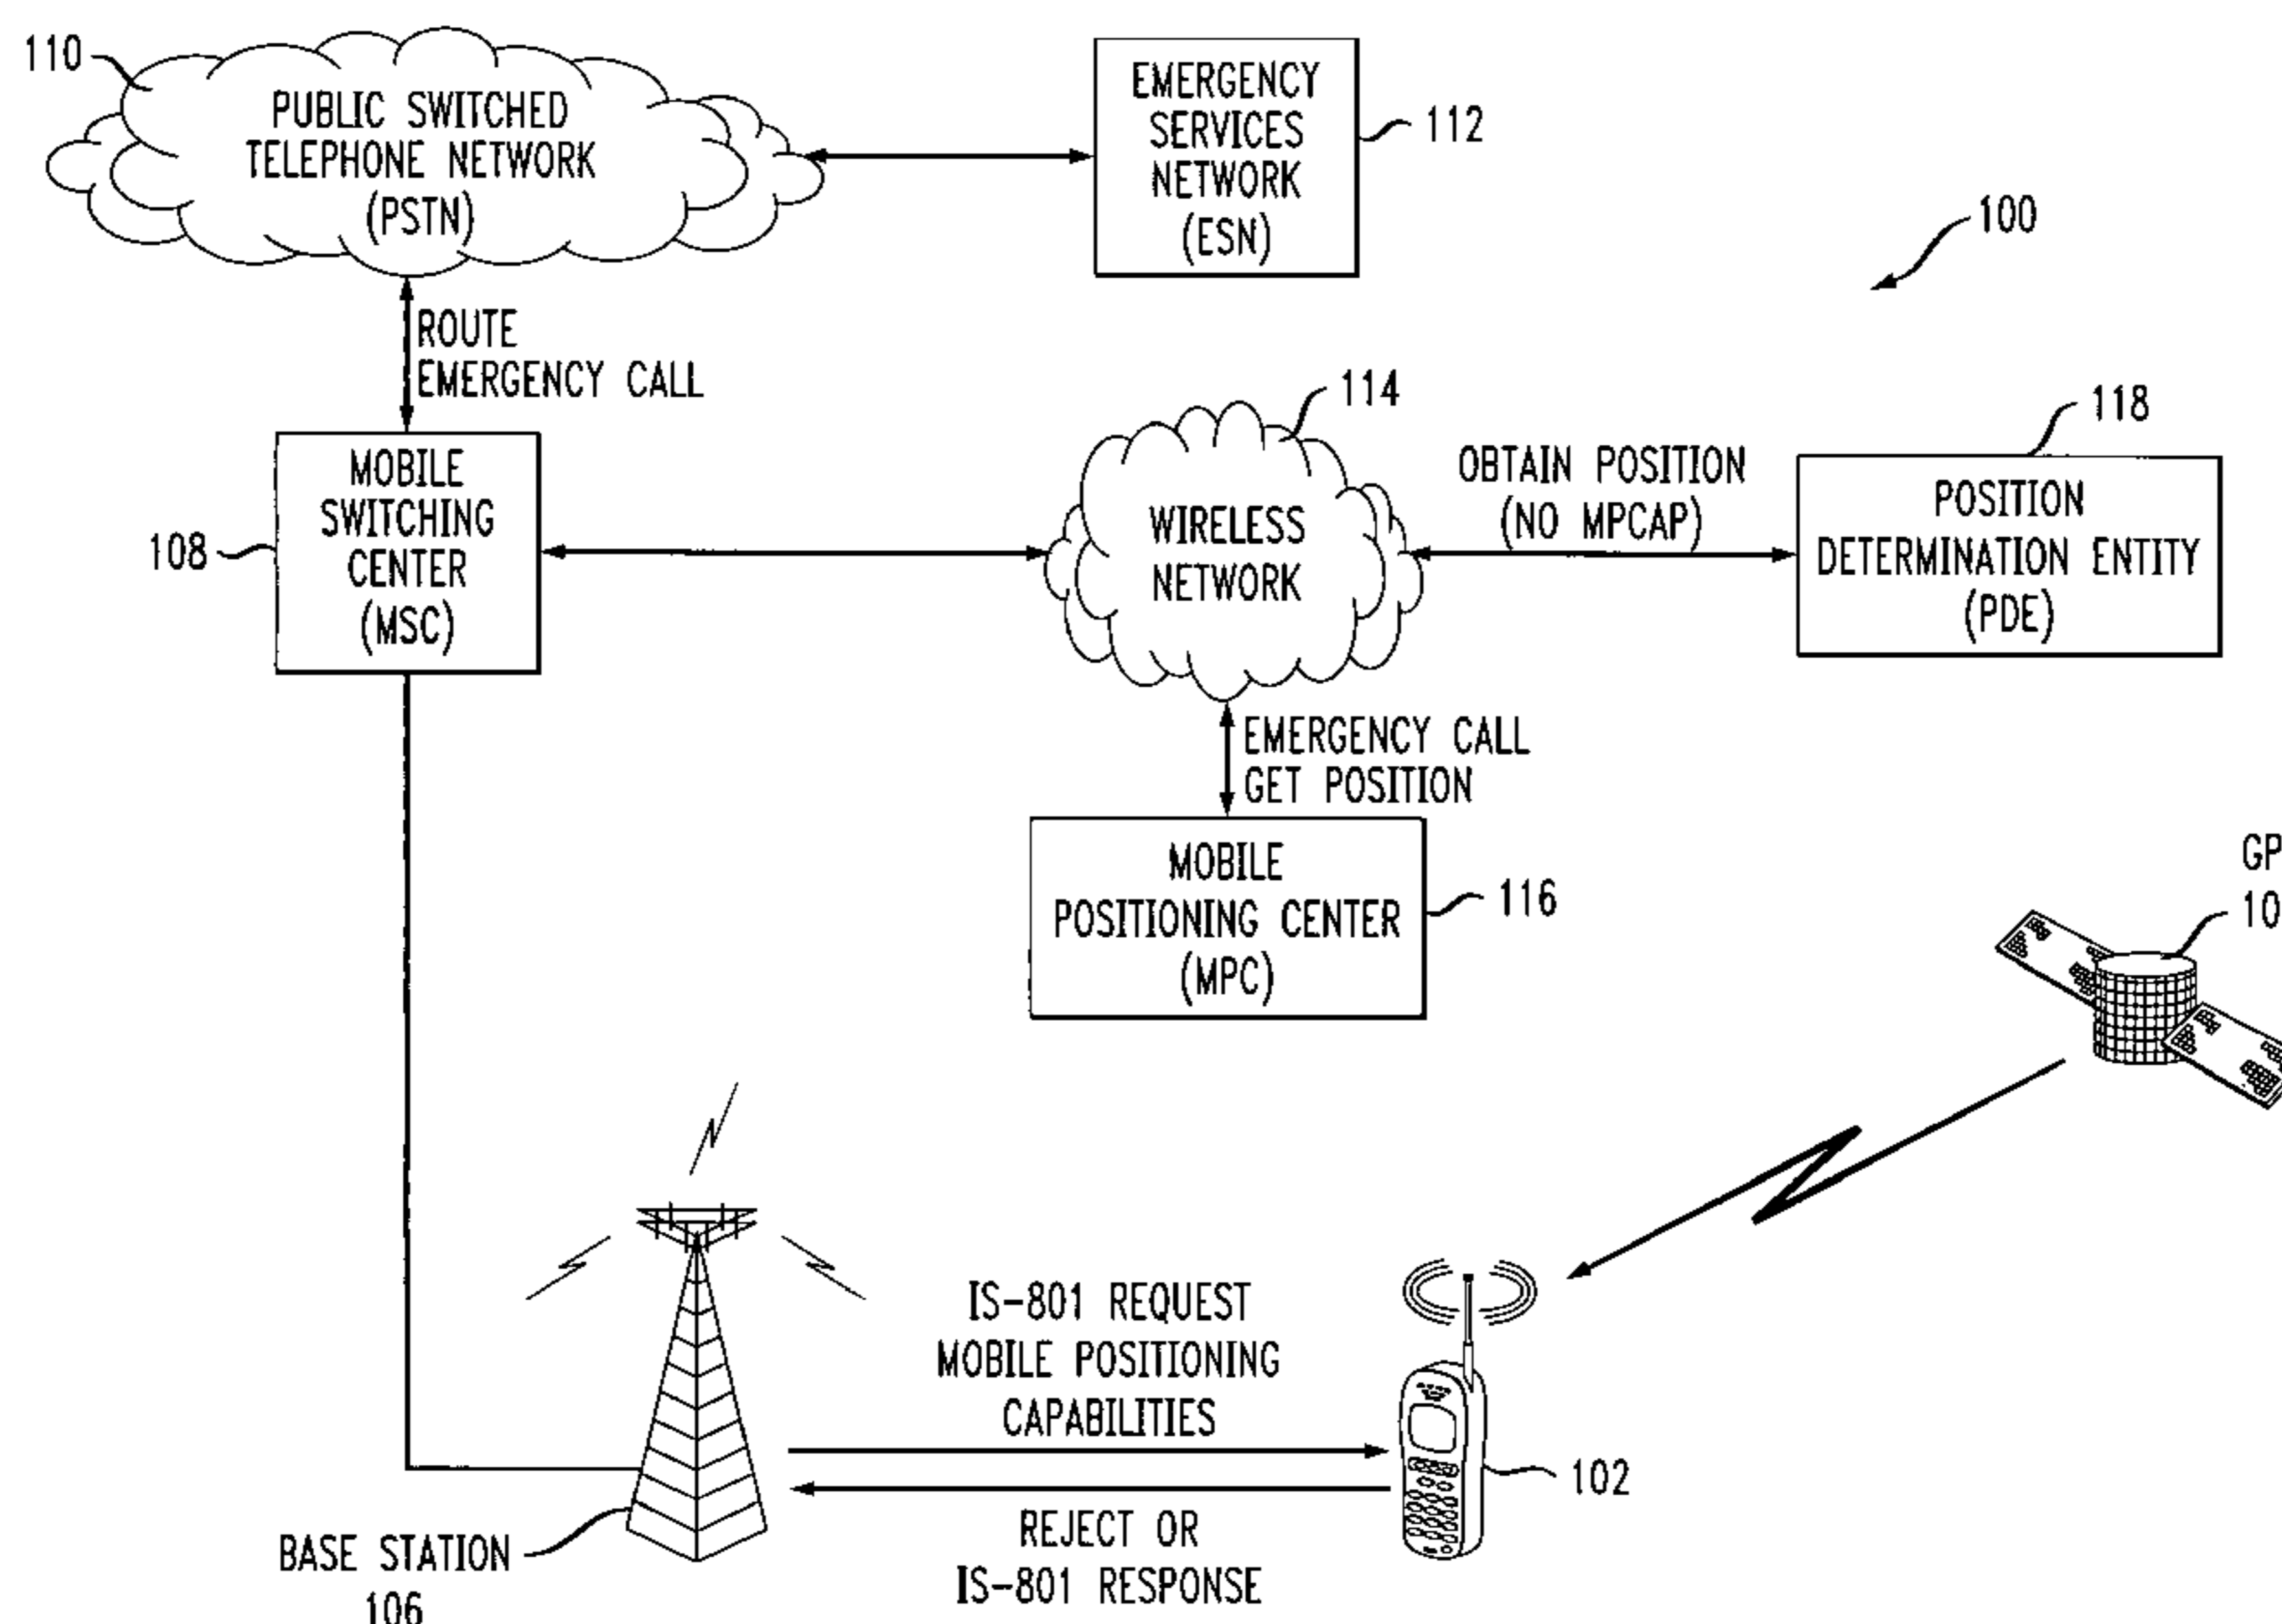 110
PUBLIC SWITCHED
TELEPHONE NETWORK
(PSTN)
EMERGENCY
SERVICES
NETWORK
(ESN)
112
100
ROUTE
EMERGENCY CALL
MOBILE
SWITCHING
CENTER
(MSC)
108
114
WIRELESS
NETWORK
OBTAIN POSITION
(NO MPCAP)
118
POSITION
DETERMINATION ENTITY
(PDE)
EMERGENCY CALL
GET POSITION
MOBILE
POSITIONING CENTER
(MPC)
116
GP
10
IS-801 REQUEST
MOBILE POSITIONING
CAPABILITIES
102
REJECT OR
IS-801 RESPONSE
BASE STATION
106